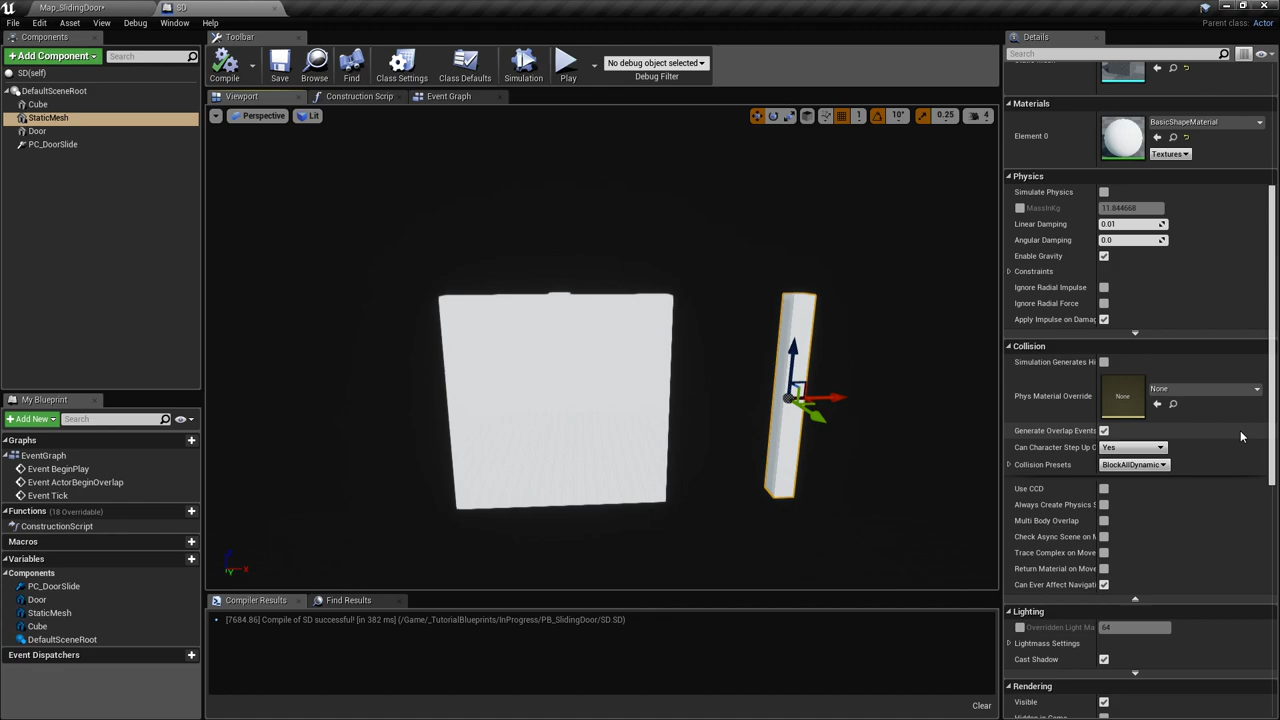 Map_SlidingDoor*
SD
Parent class: Actor
File Edit Asset View Debug Window Help
Components
+ Add Component
Search
SD(self)
DefaultSceneRoot
Cube
StaticMesh
Door
PC_DoorSlide
Toolbar
Compile
Save
Browse
Find
Class Settings
Class Defaults
Simulation
Play
No debug object selected
Debug Filter
Viewport
Construction Scrip
Event Graph
Perspective
Lit
1
10°
0.25
4
My Blueprint
+ Add New
Search
Graphs
EventGraph
Event BeginPlay
Event ActorBeginOverlap
Event Tick
Functions (18 Overridable)
ConstructionScript
Macros
Variables
Components
PC_DoorSlide
Door
StaticMesh
Cube
DefaultSceneRoot
Event Dispatchers
Compiler Results
Find Results
[7684.86] Compile of SD successful! [in 382 ms] (/Game/_TutorialBlueprints/InProgress/PB_SlidingDoor/SD.SD)
Clear
Details
Search
Materials
Element 0
BasicShapeMaterial
Textures
Physics
Simulate Physics
MassInKg
11.844668
Linear Damping
0.01
Angular Damping
0.0
Enable Gravity
Constraints
Ignore Radial Impulse
Ignore Radial Force
Apply Impulse on Damag
Collision
Simulation Generates Hi
Phys Material Override
None
None
Generate Overlap Events
Can Character Step Up O
Yes
Collision Presets
BlockAllDynamic
Use CCD
Always Create Physics S
Multi Body Overlap
Check Async Scene on M
Trace Complex on Move
Return Material on Move
Can Ever Affect Navigati
Lighting
Overridden Light Ma
64
Lightmass Settings
Cast Shadow
Rendering
Visible